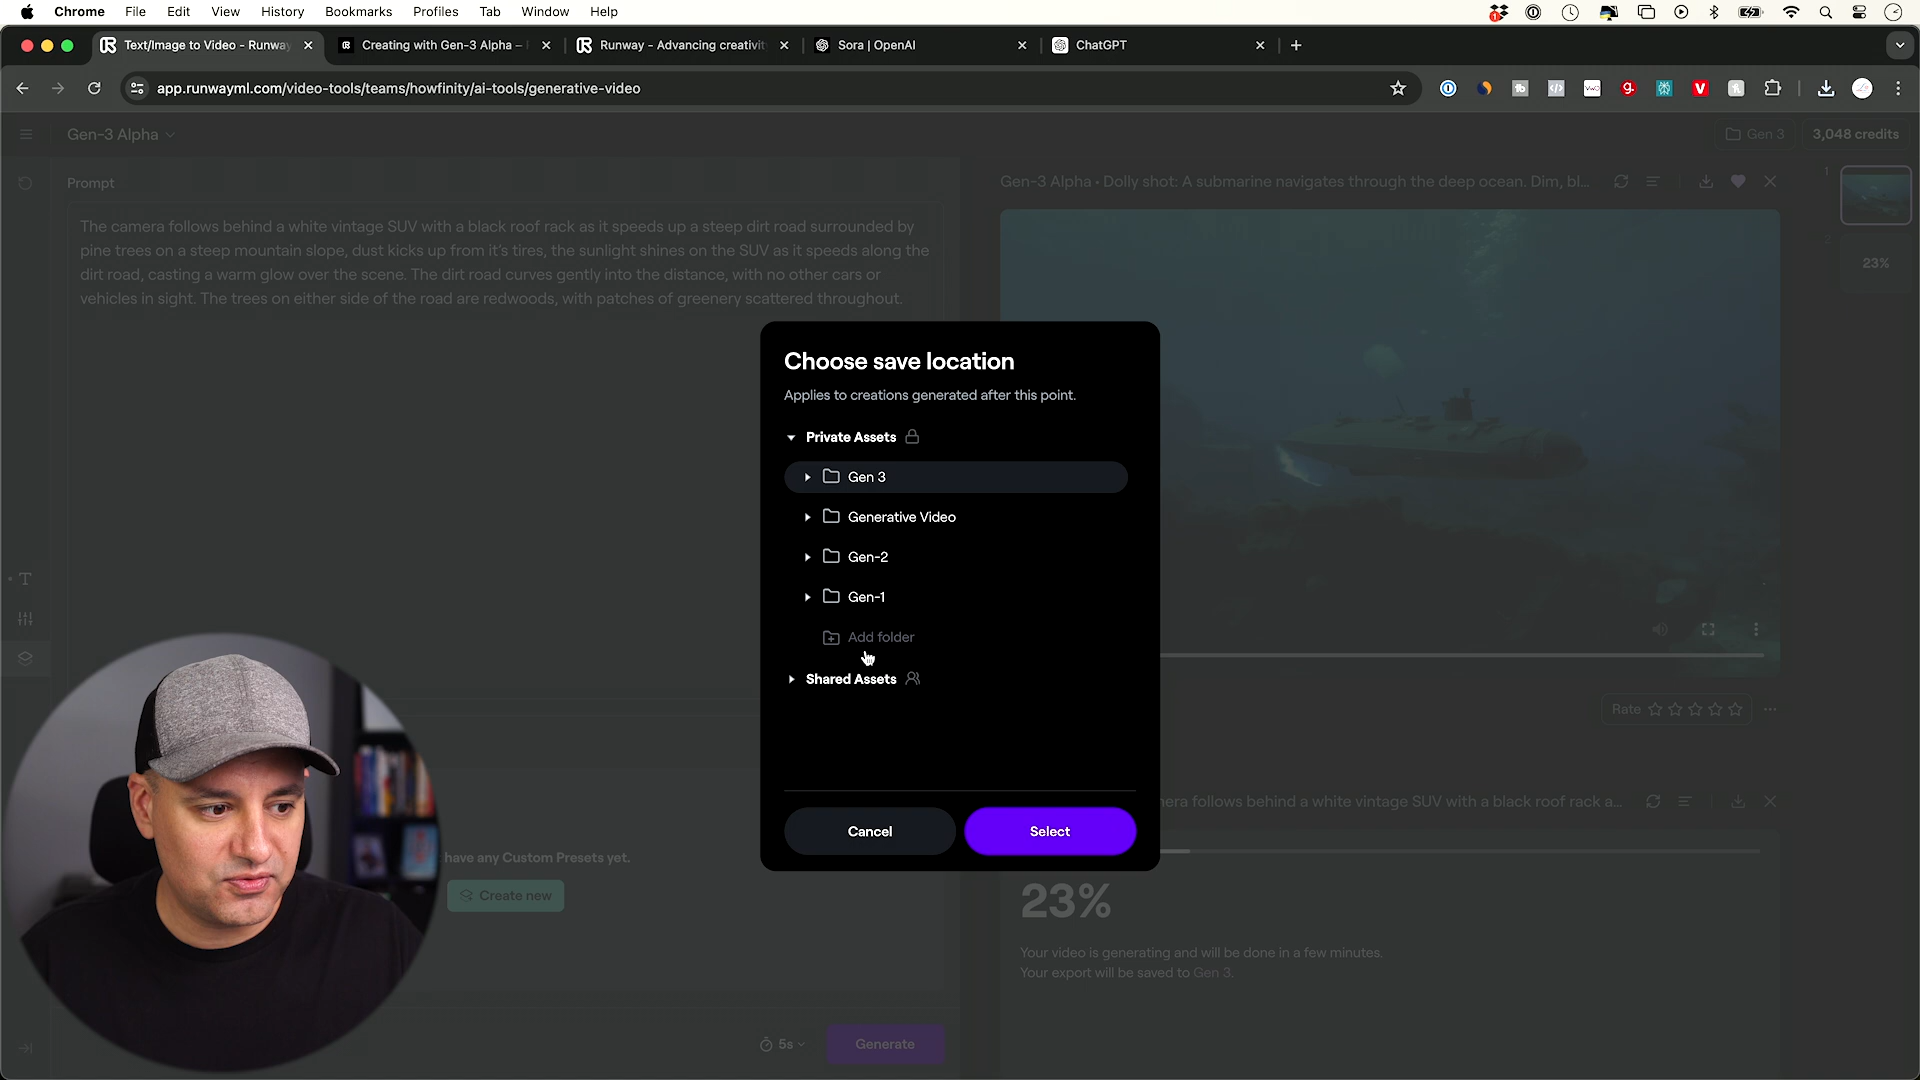 Chrome File Edit View History Bookmarks Profiles Tab Window Help
Text/Image to Video - Runway
Creating with Gen-3 Alpha –
Runway - Advancing creativit
Sora | OpenAI
ChatGPT
app.runwayml.com/video-tools/teams/howfinity/ai-tools/generative-video
Gen-3 Alpha
Gen 3
3,048 credits
Prompt
The camera follows behind a white vintage SUV with a black roof rack as it speeds up a steep dirt road surrounded by
pine trees on a steep mountain slope, dust kicks up from it's tires, the sunlight shines on the SUV as it speeds along the
dirt road, casting a warm glow over the scene. The dirt road curves gently into the distance, with no other cars or
vehicles in sight. The trees on either side of the road are redwoods, with patches of greenery scattered throughout.
Gen-3 Alpha • Dolly shot: A submarine navigates through the deep ocean. Dim, bl...
1
2
23%
Choose save location
Applies to creations generated after this point.
Private Assets
Gen 3
Generative Video
Gen-2
Gen-1
Add folder
Shared Assets
Cancel
Select
Rate
era follows behind a white vintage SUV with a black roof rack a...
23%
Your video is generating and will be done in a few minutes.
Your export will be saved to Gen 3.
have any Custom Presets yet.
Create new
5s
Generate